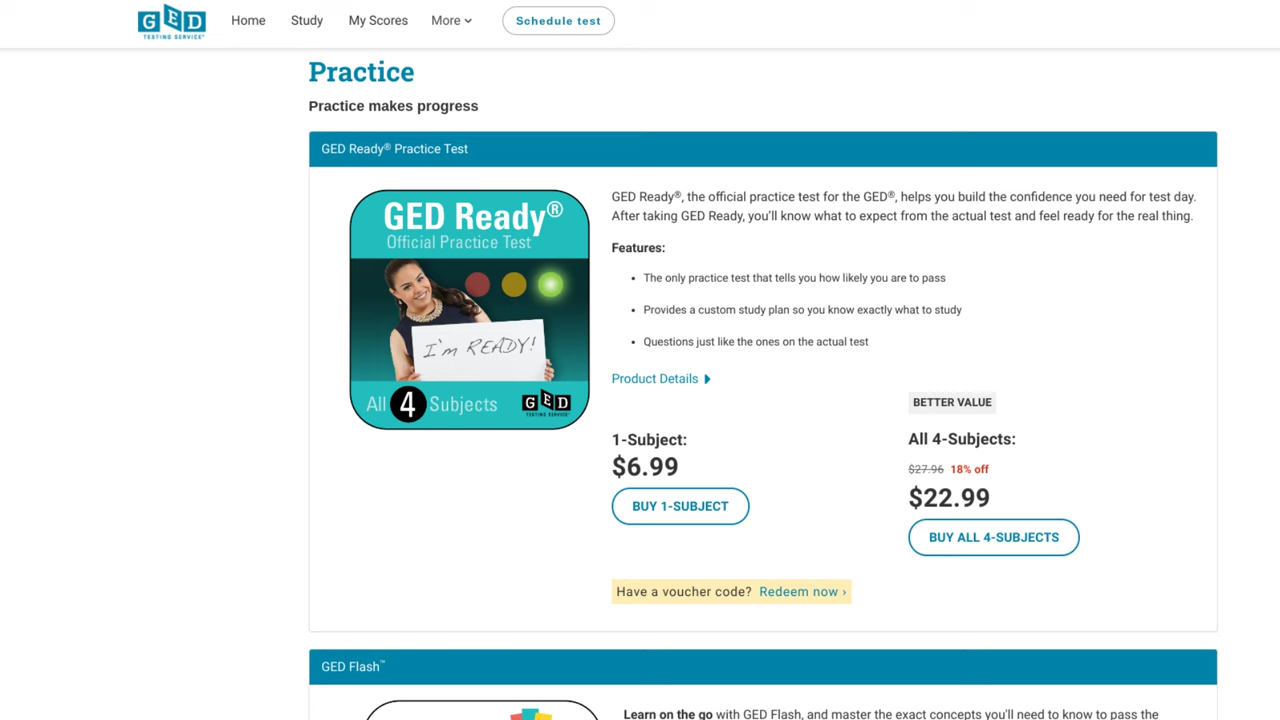 GED
TESTING SERVICE®
Home
Study
My Scores
More
Schedule test
Practice
Practice makes progress
GED Ready® Practice Test
GED Ready®
Official Practice Test
I'm READY!
All 4 Subjects
GED
TESTING SERVICE®
GED Ready®, the official practice test for the GED®, helps you build the confidence you need for test day.
After taking GED Ready, you'll know what to expect from the actual test and feel ready for the real thing.
Features:
• The only practice test that tells you how likely you are to pass
• Provides a custom study plan so you know exactly what to study
• Questions just like the ones on the actual test
Product Details
1-Subject:
$6.99
BUY 1-SUBJECT
BETTER VALUE
All 4-Subjects:
$27.96 18% off
$22.99
BUY ALL 4-SUBJECTS
Have a voucher code? Redeem now ›
GED Flash™
Learn on the go with GED Flash, and master the exact concepts you'll need to know to pass the